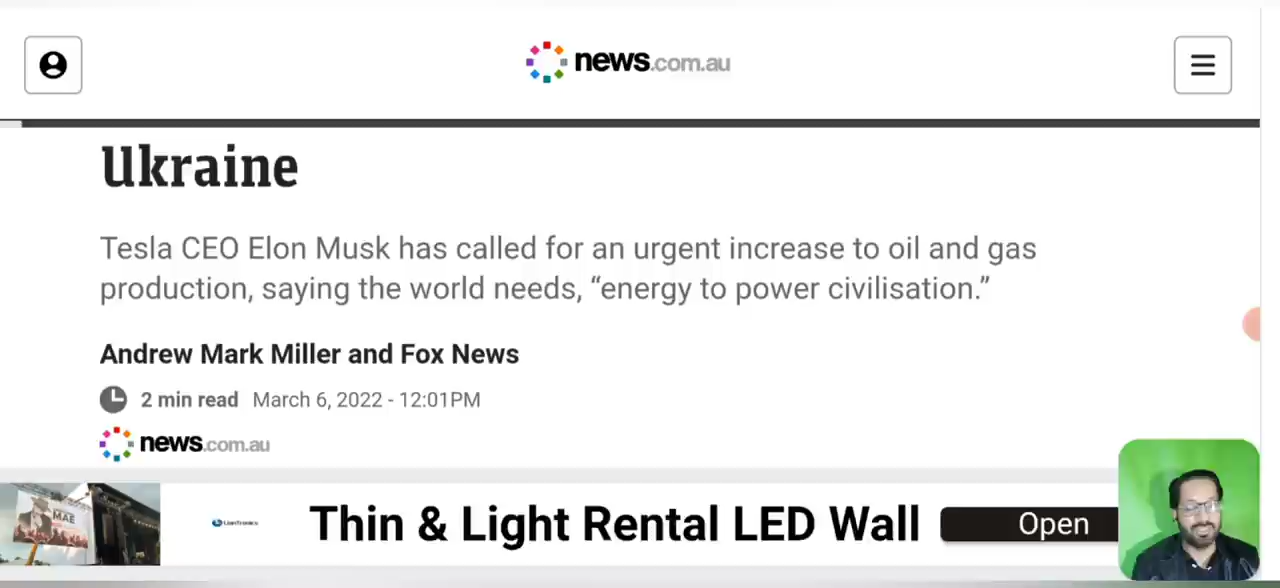 news.com.au
Ukraine
Tesla CEO Elon Musk has called for an urgent increase to oil and gas
production, saying the world needs, “energy to power civilisation.”
Andrew Mark Miller and Fox News
2 min read March 6, 2022 - 12:01PM
news.com.au
MAE
LianTronics
Thin & Light Rental LED Wall
Open